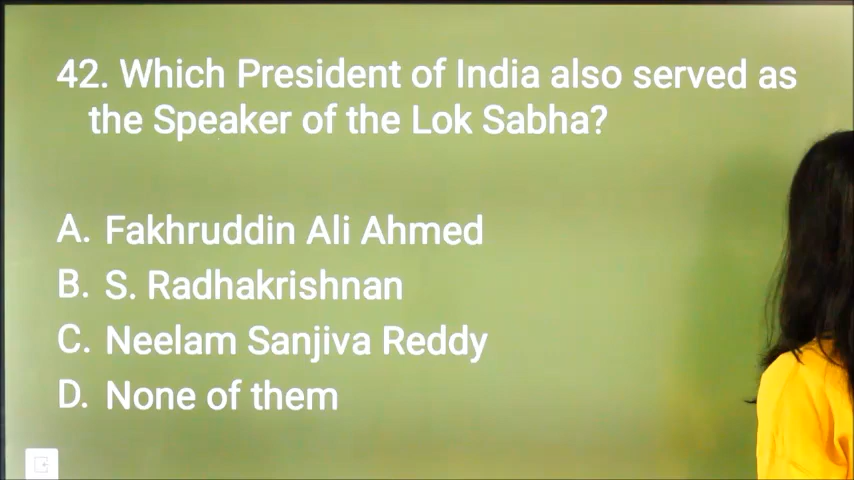 42. Which President of India also served as
the Speaker of the Lok Sabha?
A. Fakhruddin Ali Ahmed
B. S. Radhakrishnan
C. Neelam Sanjiva Reddy
D. None of them